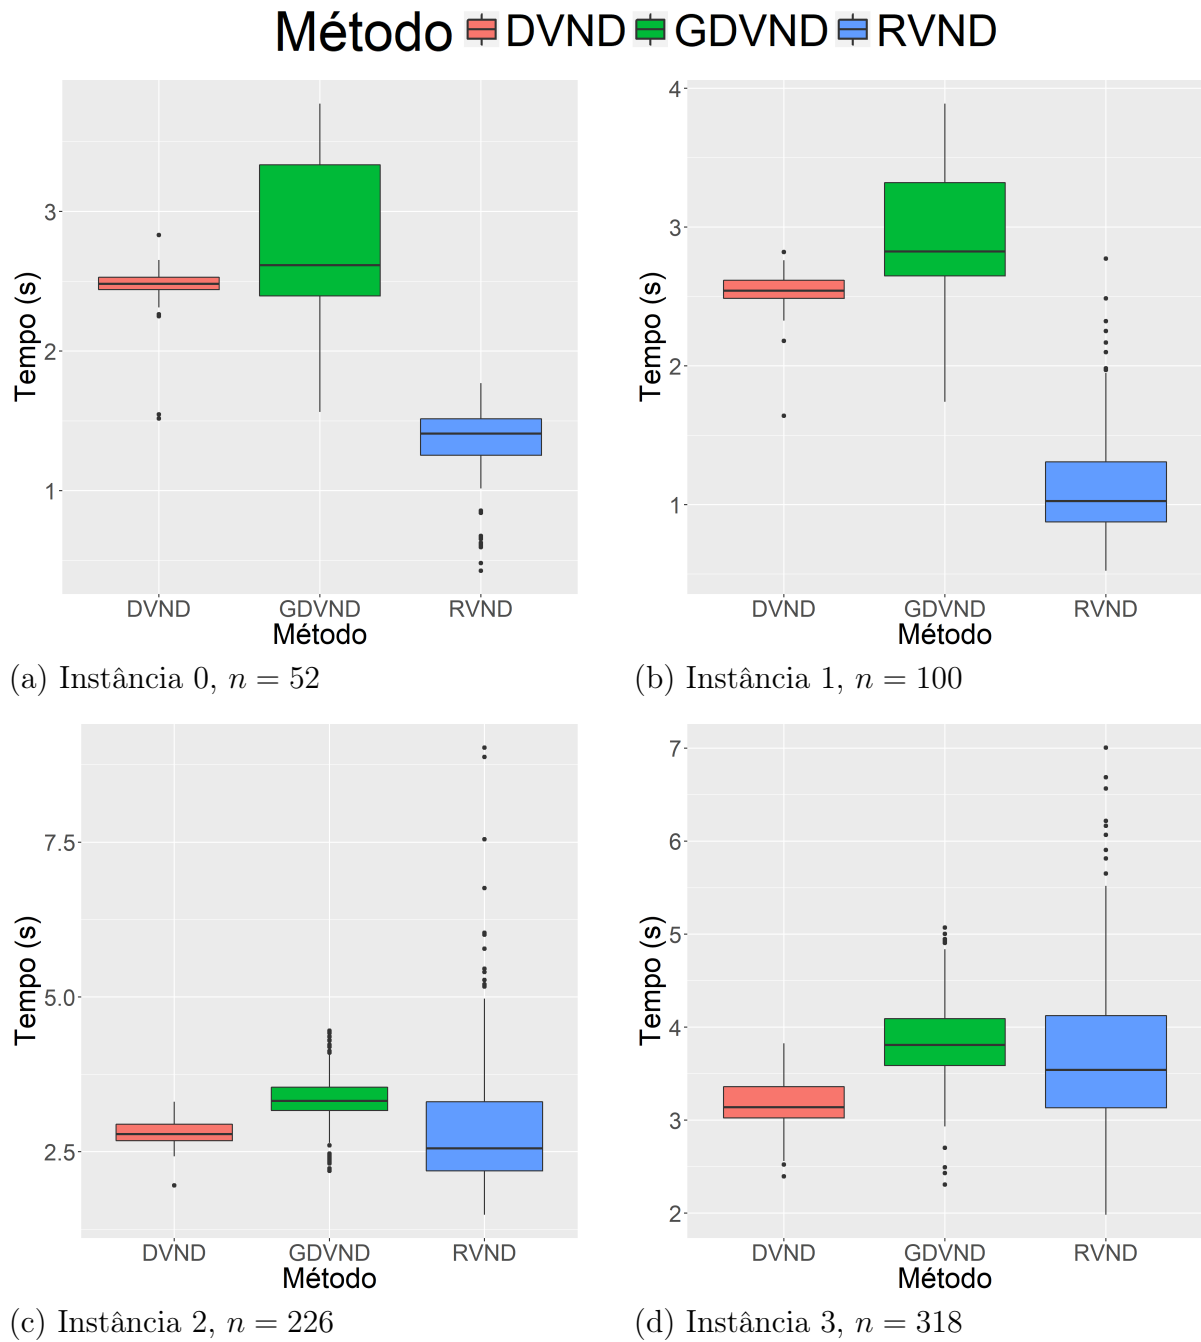 Método DVND GDVND RVND
Tempo (s)
3
2
1
DVND GDVND RVND
Método
(a) Instância 0, n = 52
Tempo (s)
4
3
2
1
DVND GDVND RVND
Método
(b) Instância 1, n = 100
Tempo (s)
7.5
5.0
2.5
DVND GDVND RVND
Método
(c) Instância 2, n = 226
Tempo (s)
7
6
5
4
3
2
DVND GDVND RVND
Método
(d) Instância 3, n = 318